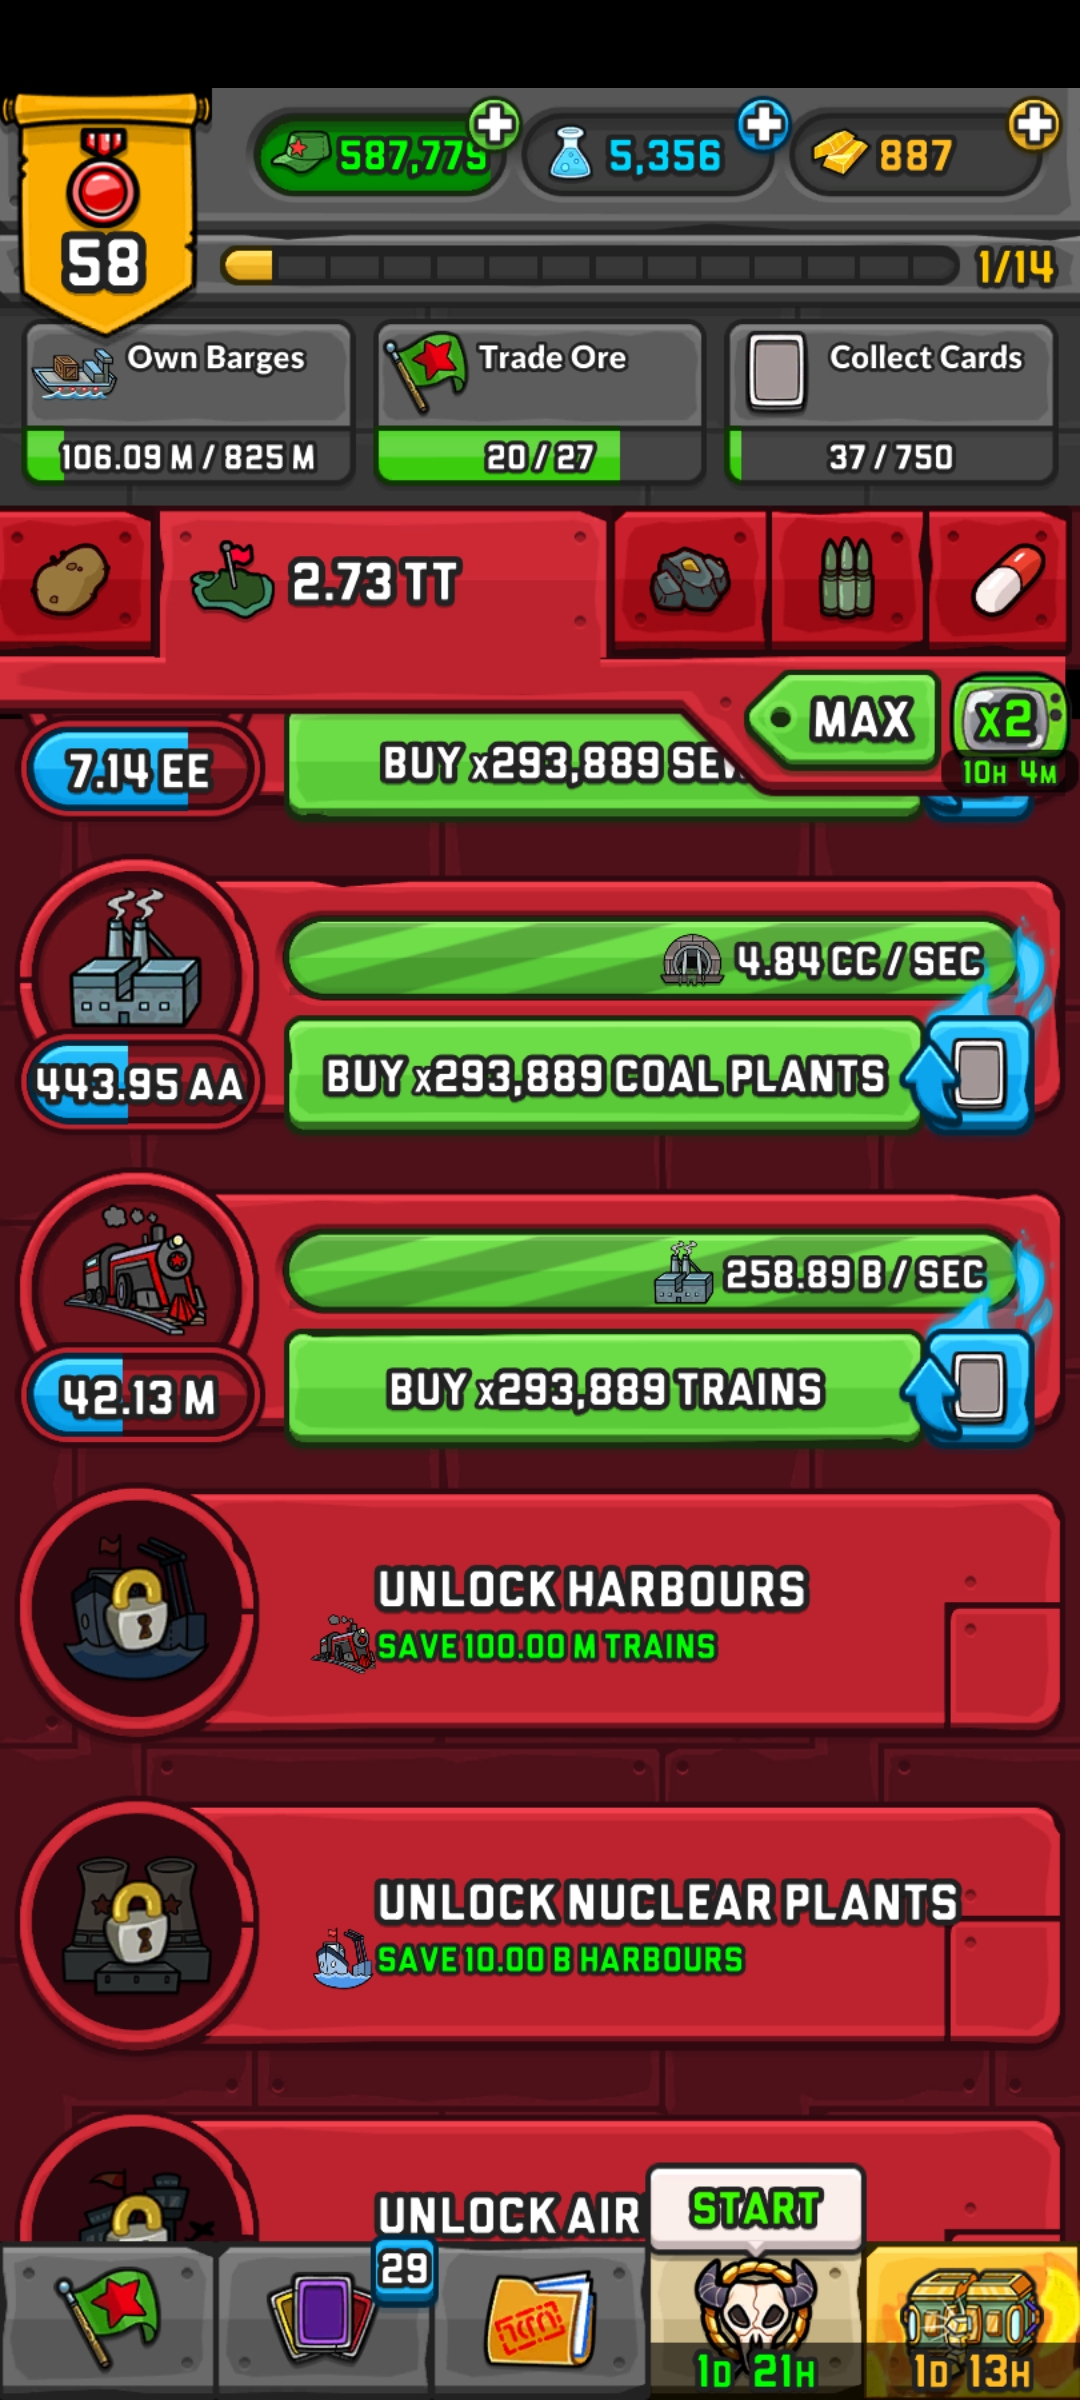 587,779
5,356
887
58
1/14
Own Barges
Trade Ore
Collect Cards
106.09 M / 825 M
20 / 27
37 / 750
2.73 TT
MAX
x2
10H 4M
7.14 EE
BUY x293,889
4.84 CC / SEC
443.95 AA
BUY x293,889 COAL PLANTS
258.89 B / SEC
42.13 M
BUY x293,889 TRAINS
UNLOCK HARBOURS
SAVE 100.00 M TRAINS
UNLOCK NUCLEAR PLANTS
SAVE 10.00 B HARBOURS
UNLOCK AIR
START
29
1D 21H
1D 13H